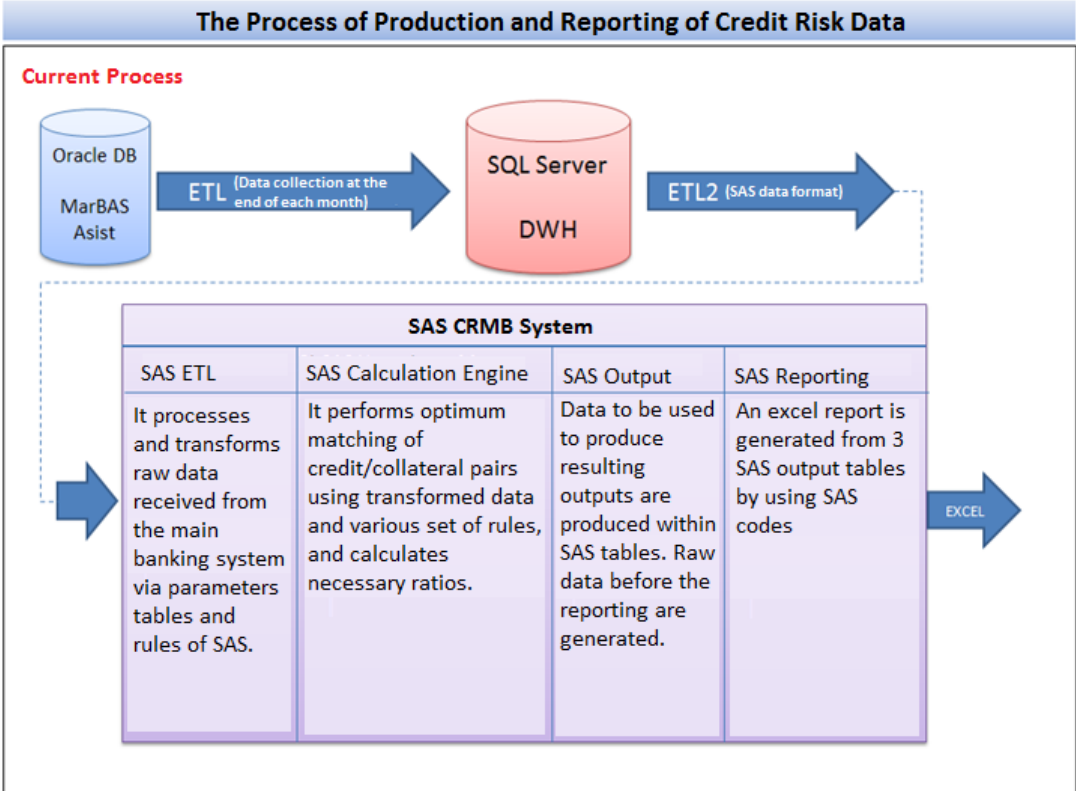 The Process of Production and Reporting of Credit Risk Data
Current Process
Oracle DB
MarBAS
Asist
ETL (Data collection at the
end of each month)
SQL Server
DWH
ETL2 (SAS data format)
SAS CRMB System
SAS ETL
It processes
and transforms
raw data
received from
the main
banking system
via parameters
tables and
rules of SAS.
SAS Calculation Engine
It performs optimum
matching of
credit/collateral pairs
using transformed data
and various set of rules,
and calculates
necessary ratios.
SAS Output
Data to be used
to produce
resulting
outputs are
produced within
SAS tables. Raw
data before the
reporting are
generated.
SAS Reporting
An excel report is
generated from 3
SAS output tables
by using SAS
codes
EXCEL